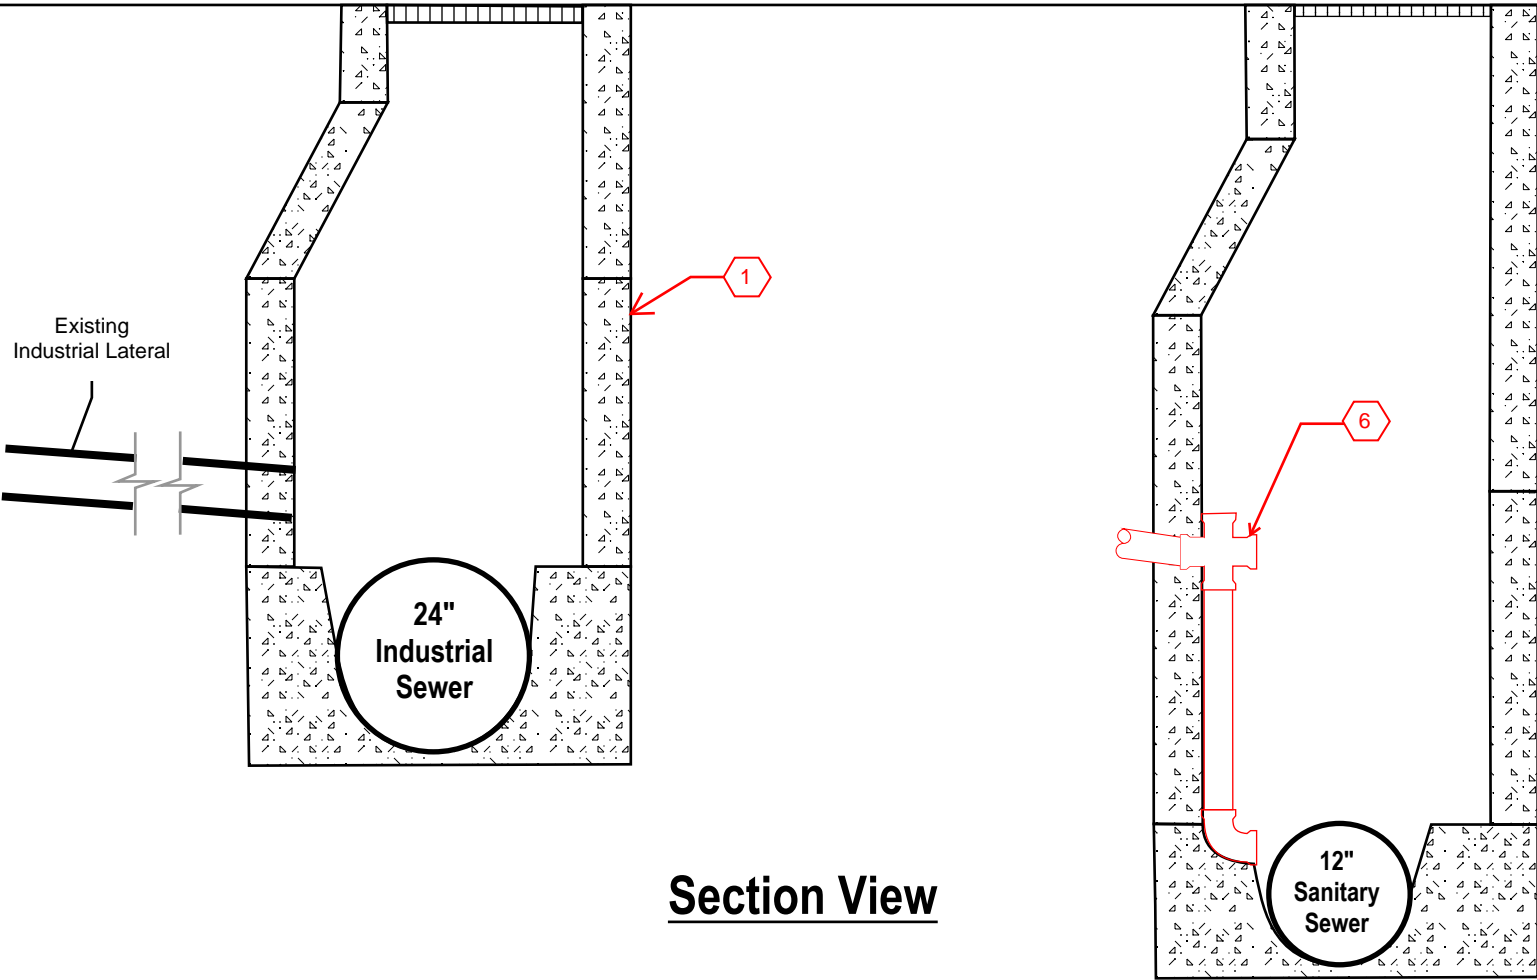 1
Existing
Industrial Lateral
6
24"
Industrial
Sewer
12"
Sanitary
Sewer
Section View